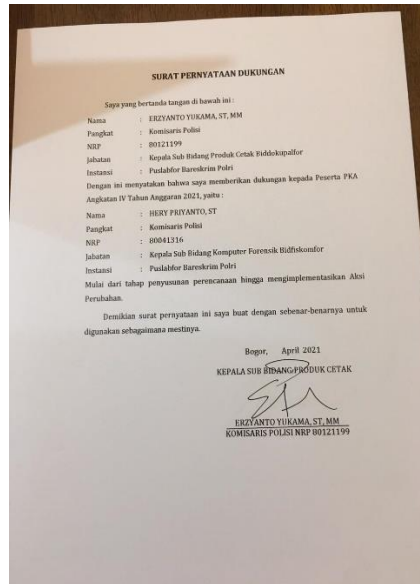 SURAT PERNYATAAN DUKUNGAN
Saya yang bertanda tangan di bawah ini :
Nama : ERZYANTO YUKAMA, ST, MM
Pangkat : Komisaris Polisi
NRP : 80121199
Jabatan : Kepala Sub Bidang Produk Cetak Biddokupalfor
Instansi : Puslabfor Bareskrim Polri
Dengan ini menyatakan bahwa saya memberikan dukungan kepada Peserta PKA
Angkatan IV Tahun Anggaran 2021, yaitu :
Nama : HERY PRIYANTO, ST
Pangkat : Komisaris Polisi
NRP : 80041316
Jabatan : Kepala Sub Bidang Komputer Forensik Bidfiskomfor
Instansi : Puslabfor Bareskrim Polri
Mulai dari tahap penyusunan perencanaan hingga mengimplementasikan Aksi
Perubahan.
Demikian surat pernyataan ini saya buat dengan sebenar-benarnya untuk
digunakan sebagaimana mestinya.
Bogor, April 2021
KEPALA SUB BIDANG PRODUK CETAK
ERZYANTO YUKAMA, ST, MM
KOMISARIS POLISI NRP 80121199